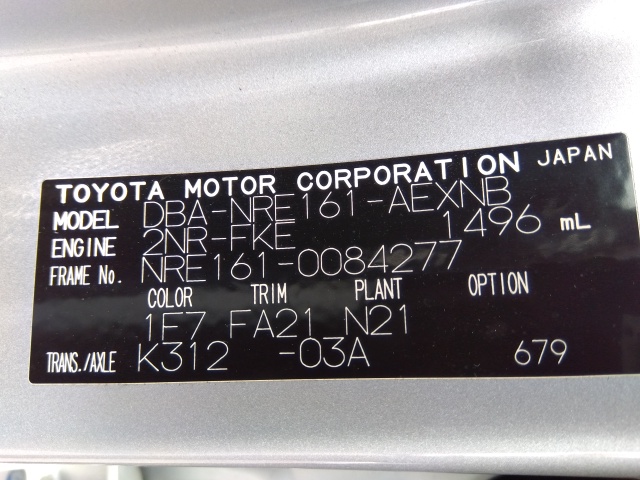 TOYOTA MOTOR CORPORATION JAPAN
MODEL DBA-NRE161-AEXNB
ENGINE 2NR-FKE 1496 mL
FRAME No. NRE161-0084277
COLOR TRIM PLANT OPTION
1E7 FA21 N21
TRANS./AXLE K312 -03A 679